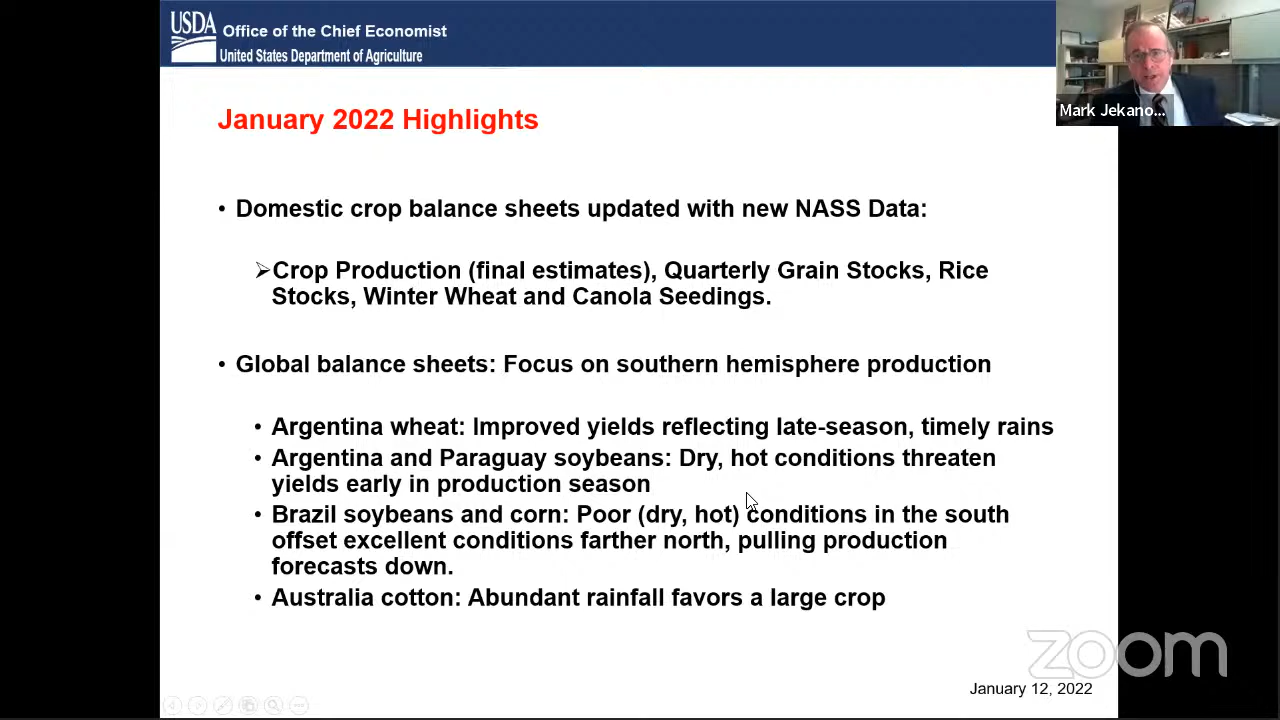 USDA
Office of the Chief Economist
United States Department of Agriculture
Mark Jekano...
January 2022 Highlights
• Domestic crop balance sheets updated with new NASS Data:
➢Crop Production (final estimates), Quarterly Grain Stocks, Rice
Stocks, Winter Wheat and Canola Seedings.
• Global balance sheets: Focus on southern hemisphere production
• Argentina wheat: Improved yields reflecting late-season, timely rains
• Argentina and Paraguay soybeans: Dry, hot conditions threaten
yields early in production season
• Brazil soybeans and corn: Poor (dry, hot) conditions in the south
offset excellent conditions farther north, pulling production
forecasts down.
• Australia cotton: Abundant rainfall favors a large crop
zoom
January 12, 2022